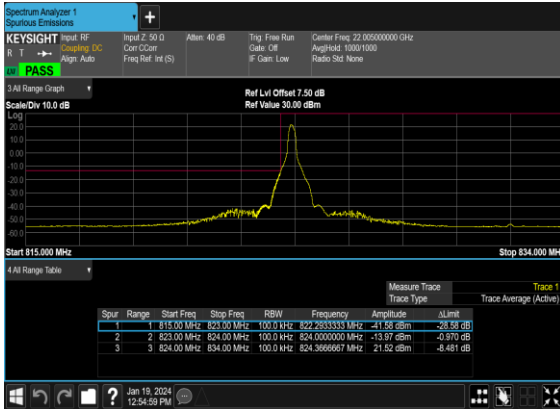 Spectrum Analyzer 1
Spurious Emissions
+
KEYSIGHT Input: RF Input Z: 50 Ω Atten: 40 dB Trig: Free Run Center Freq: 22.005000000 GHz
R T Coupling: DC Corr CCorr Gate: Off Avg|Hold: 1000/1000
Align: Auto Freq Ref: Int (S) IF Gain: Low Radio Std: None
PASS
3 All Range Graph
Ref Lvl Offset 7.50 dB
Scale/Div 10.0 dB Ref Value 30.00 dBm
Log
20.0
10.0
0.00
-10.0
-20.0
-30.0
-40.0
-50.0
-60.0
Start 815.000 MHz Stop 834.000 MH
4 All Range Table
Measure Trace Trace 1
Trace Type Trace Average (Active)
Spur Range Start Freq Stop Freq RBW Frequency Amplitude ΔLimit
1 1 815.00 MHz 823.00 MHz 100.0 kHz 822.2933333 MHz -41.58 dBm -28.58 dB
2 2 823.00 MHz 824.00 MHz 100.0 kHz 824.0000000 MHz -13.97 dBm -0.970 dB
3 3 824.00 MHz 834.00 MHz 100.0 kHz 824.3666667 MHz 21.52 dBm -8.481 dB
?
Jan 19, 2024
12:54:59 PM